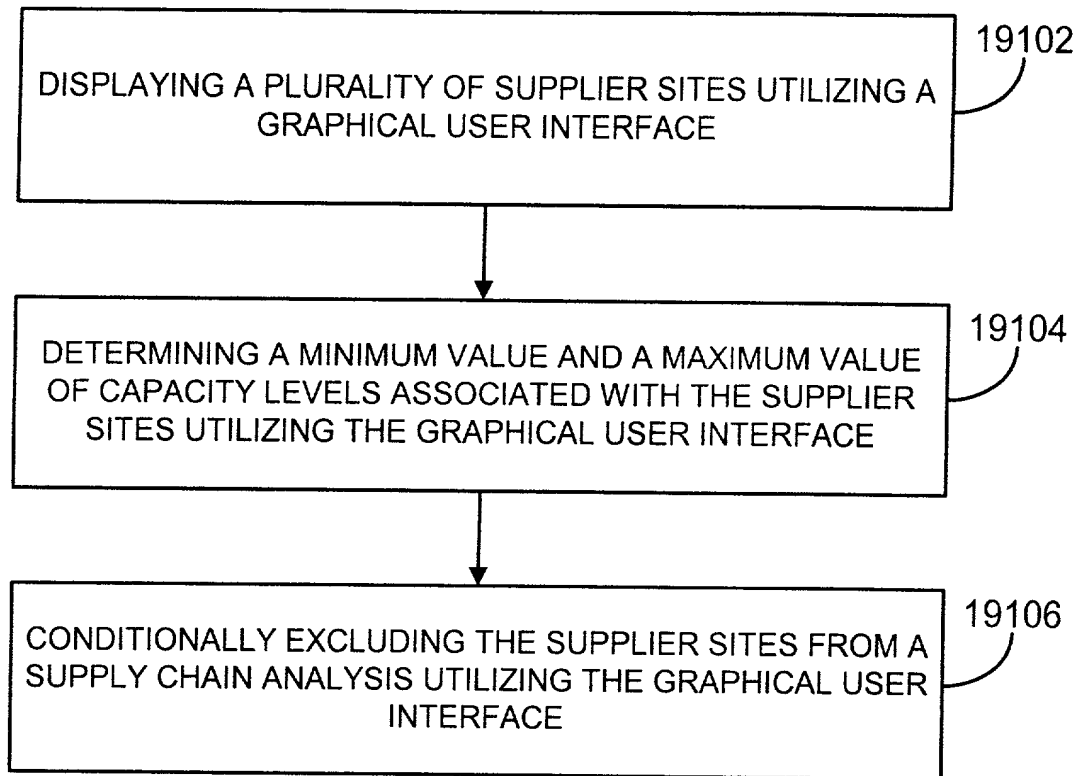 19102
DISPLAYING A PLURALITY OF SUPPLIER SITES UTILIZING A
GRAPHICAL USER INTERFACE
19104
DETERMINING A MINIMUM VALUE AND A MAXIMUM VALUE
OF CAPACITY LEVELS ASSOCIATED WITH THE SUPPLIER
SITES UTILIZING THE GRAPHICAL USER INTERFACE
19106
CONDITIONALLY EXCLUDING THE SUPPLIER SITES FROM A
SUPPLY CHAIN ANALYSIS UTILIZING THE GRAPHICAL USER
INTERFACE